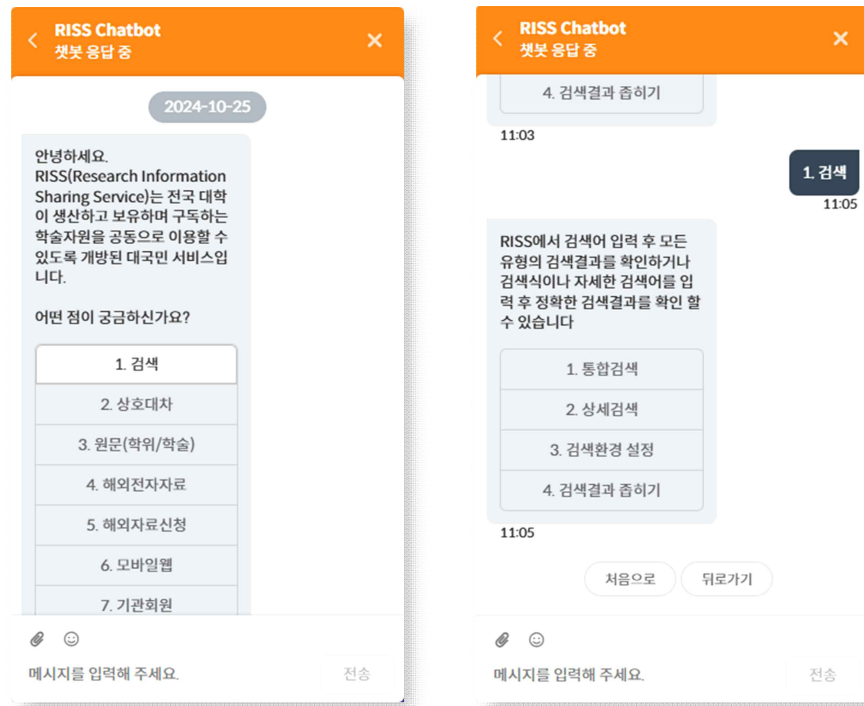 RISS Chatbot
챗봇 응답 중
2024-10-25
안녕하세요.
RISS(Research Information
Sharing Service)는 전국 대학
이 생산하고 보유하며 구독하는
학술자원을 공동으로 이용할 수
있도록 개방된 대국민 서비스입
니다.
어떤 점이 궁금하신가요?
1. 검색
2. 상호대차
3. 원문(학위/학술)
4. 해외전자자료
5. 해외자료신청
6. 모바일웹
7. 기관회원
메시지를 입력해 주세요.
전송
RISS Chatbot
챗봇 응답 중
4. 검색결과 좁히기
11:03
1. 검색
11:05
RISS에서 검색어 입력 후 모든
유형의 검색결과를 확인하거나
검색식이나 자세한 검색어를 입
력 후 정확한 검색결과를 확인 할
수 있습니다
1. 통합검색
2. 상세검색
3. 검색환경 설정
4. 검색결과 좁히기
11:05
처음으로
뒤로가기
메시지를 입력해 주세요.
전송